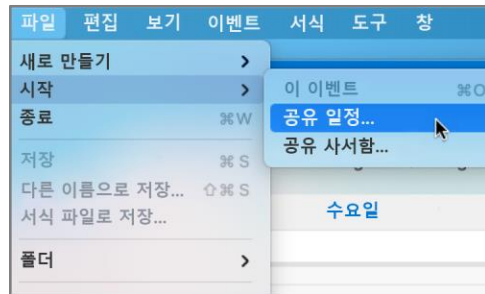 파일 편집 보기 이벤트 서식 도구 창
새로 만들기
시작
종료 ⌘W
저장 ⌘S
다른 이름으로 저장... ⇧⌘S
서식 파일로 저장...
폴더
이 이벤트 ⌘O
공유 일정...
공유 사서함...
수요일